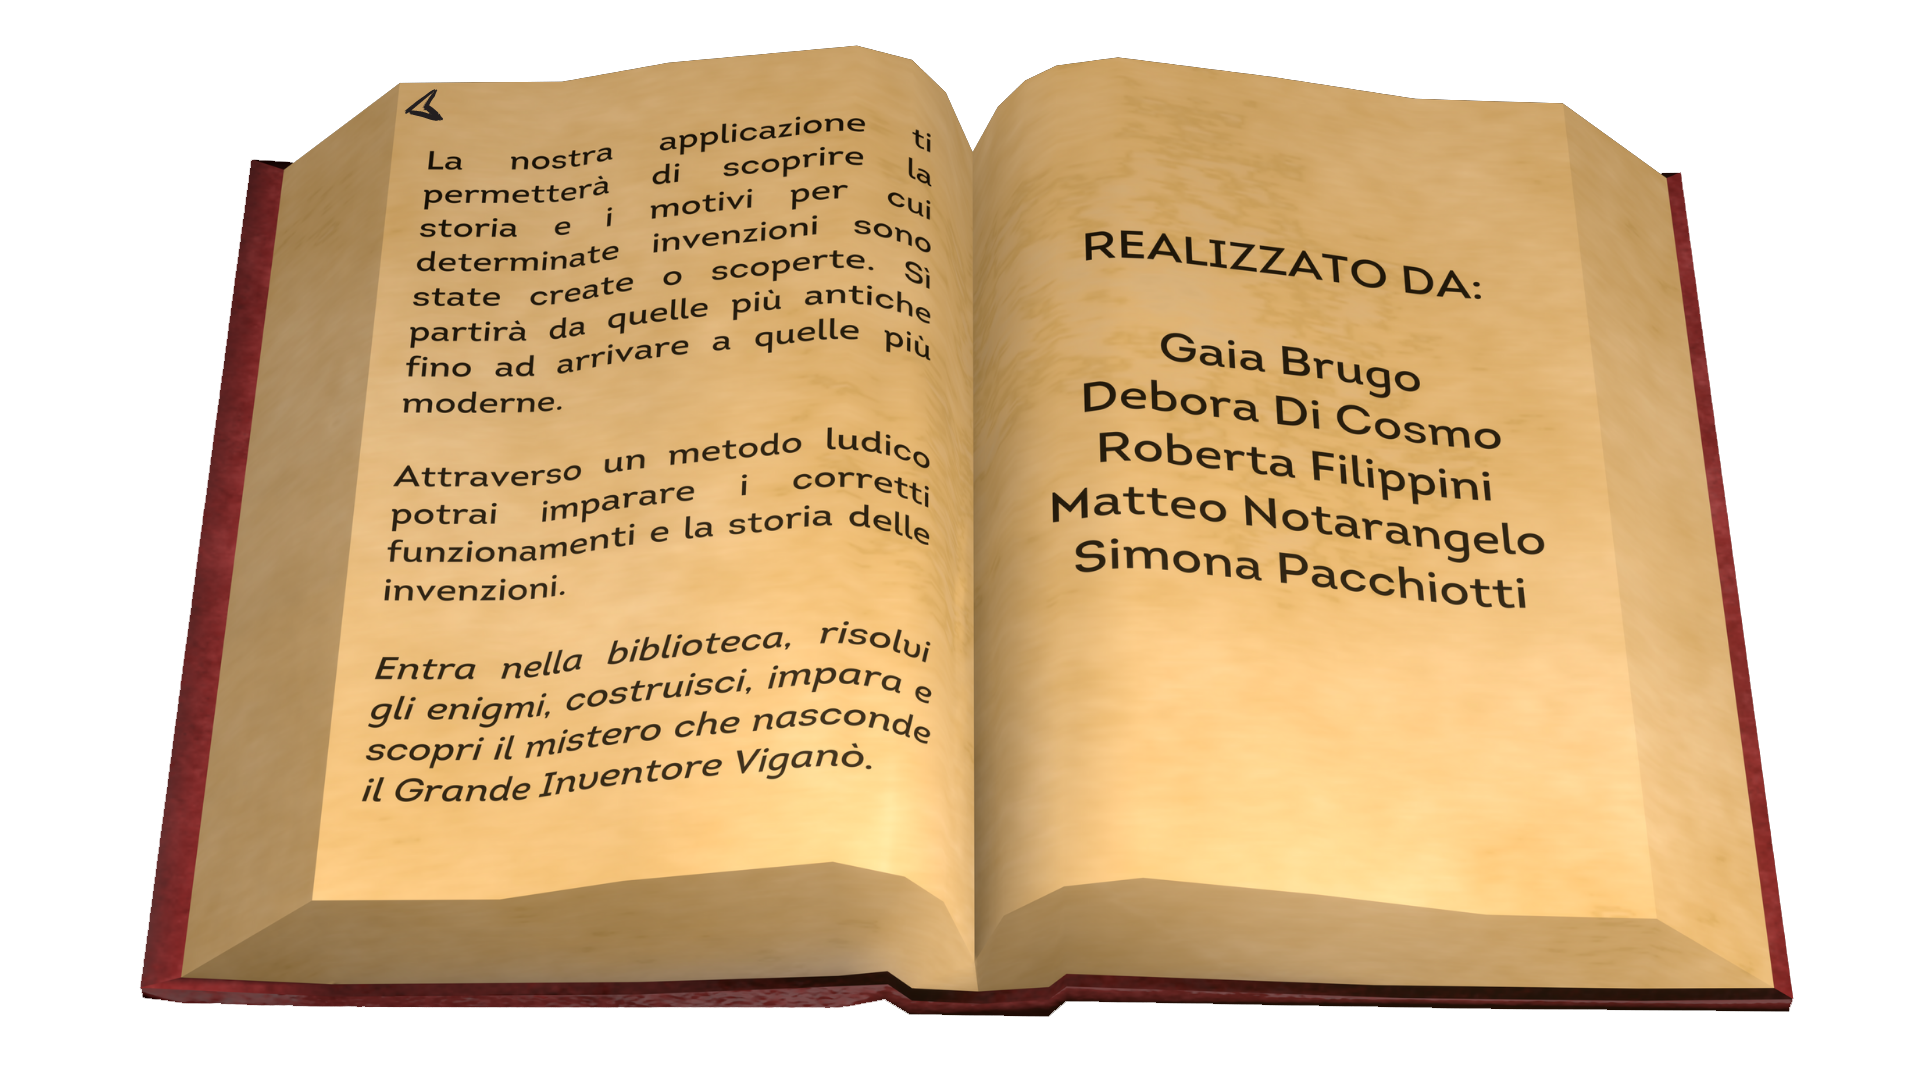 La nostra applicazione ti
permetterà di scoprire la
storia e i motivi per cui
determinate invenzioni sono
state create o scoperte. Sì
partirà da quelle più antiche
fino ad arrivare a quelle più
moderne.
Attraverso un metodo ludico
potrai imparare i corretti
funzionamenti e la storia delle
invenzioni.
Entra nella biblioteca, risolvi
gli enigmi, costruisci, impara e
scopri il mistero che nasconde
il Grande Inventore Viganò.
REALIZZATO DA:
Gaia Brugo
Debora Di Cosmo
Roberta Filippini
Matteo Notarangelo
Simona Pacchiotti